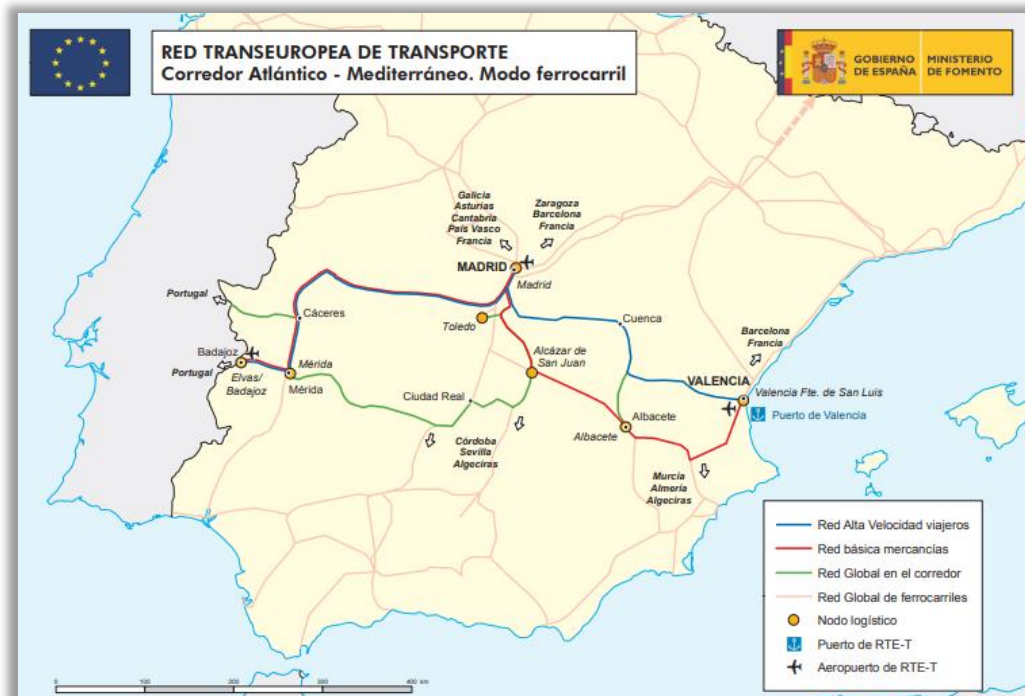 RED TRANSEUROPEA DE TRANSPORTE
Corredor Atlántico - Mediterráneo. Modo ferrocarril
GOBIERNO
DE ESPAÑA
MINISTERIO
DE FOMENTO
Galicia
Asturias
Cantabria
País Vasco
Francia
Zaragoza
Barcelona
Francia
MADRID
Madrid
Portugal
Cáceres
Toledo
Cuenca
Barcelona
Francia
Badajoz
Portugal
Elvas/
Badajoz
Mérida
Mérida
Alcázar de
San Juan
VALENCIA
Valencia Fte. de San Luis
Puerto de Valencia
Ciudad Real
Albacete
Albacete
Córdoba
Sevilla
Algeciras
Murcia
Almería
Algeciras
Red Alta Velocidad viajeros
Red básica mercancías
Red Global en el corredor
Red Global de ferrocarriles
Nodo logístico
Puerto de RTE-T
Aeropuerto de RTE-T
0 100 200 300 400 km